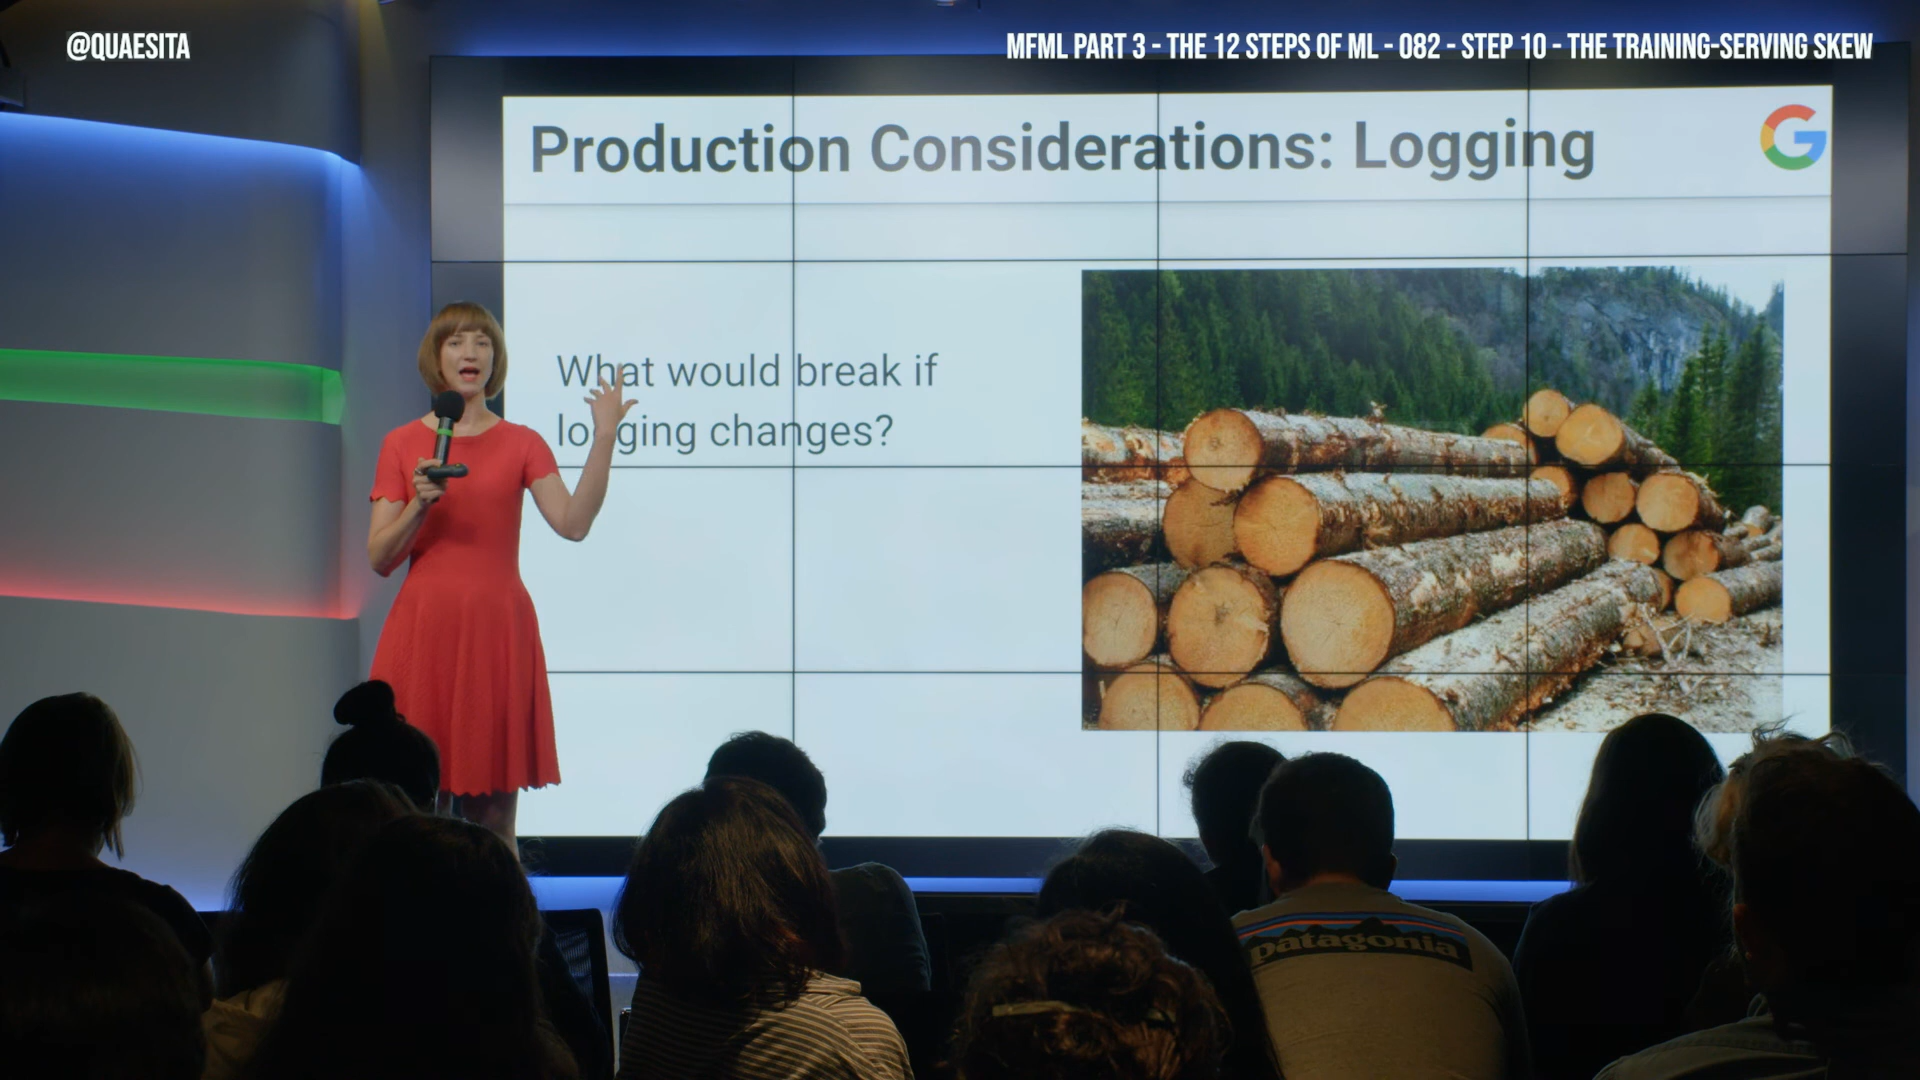 @QUAESITA
MFML PART 3 - THE 12 STEPS OF ML - 082 - STEP 10 - THE TRAINING-SERVING SKEW
Production Considerations: Logging
What would break if
logging changes?
patagonia